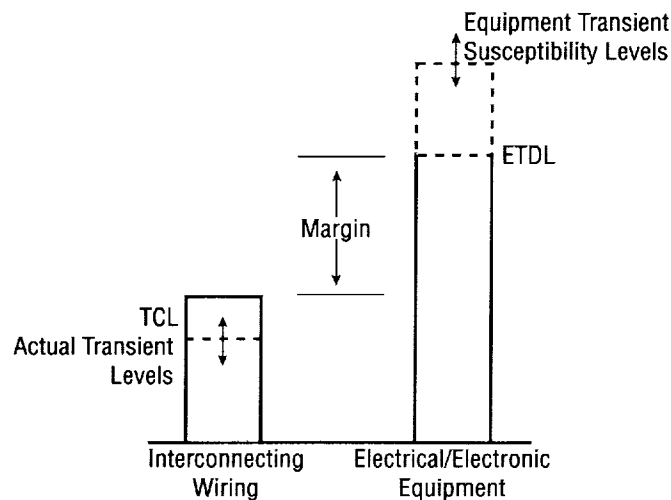 Equipment Transient
Susceptibility Levels
ETDL
Margin
TCL
Actual Transient
Levels
Interconnecting
Wiring
Electrical/Electronic
Equipment